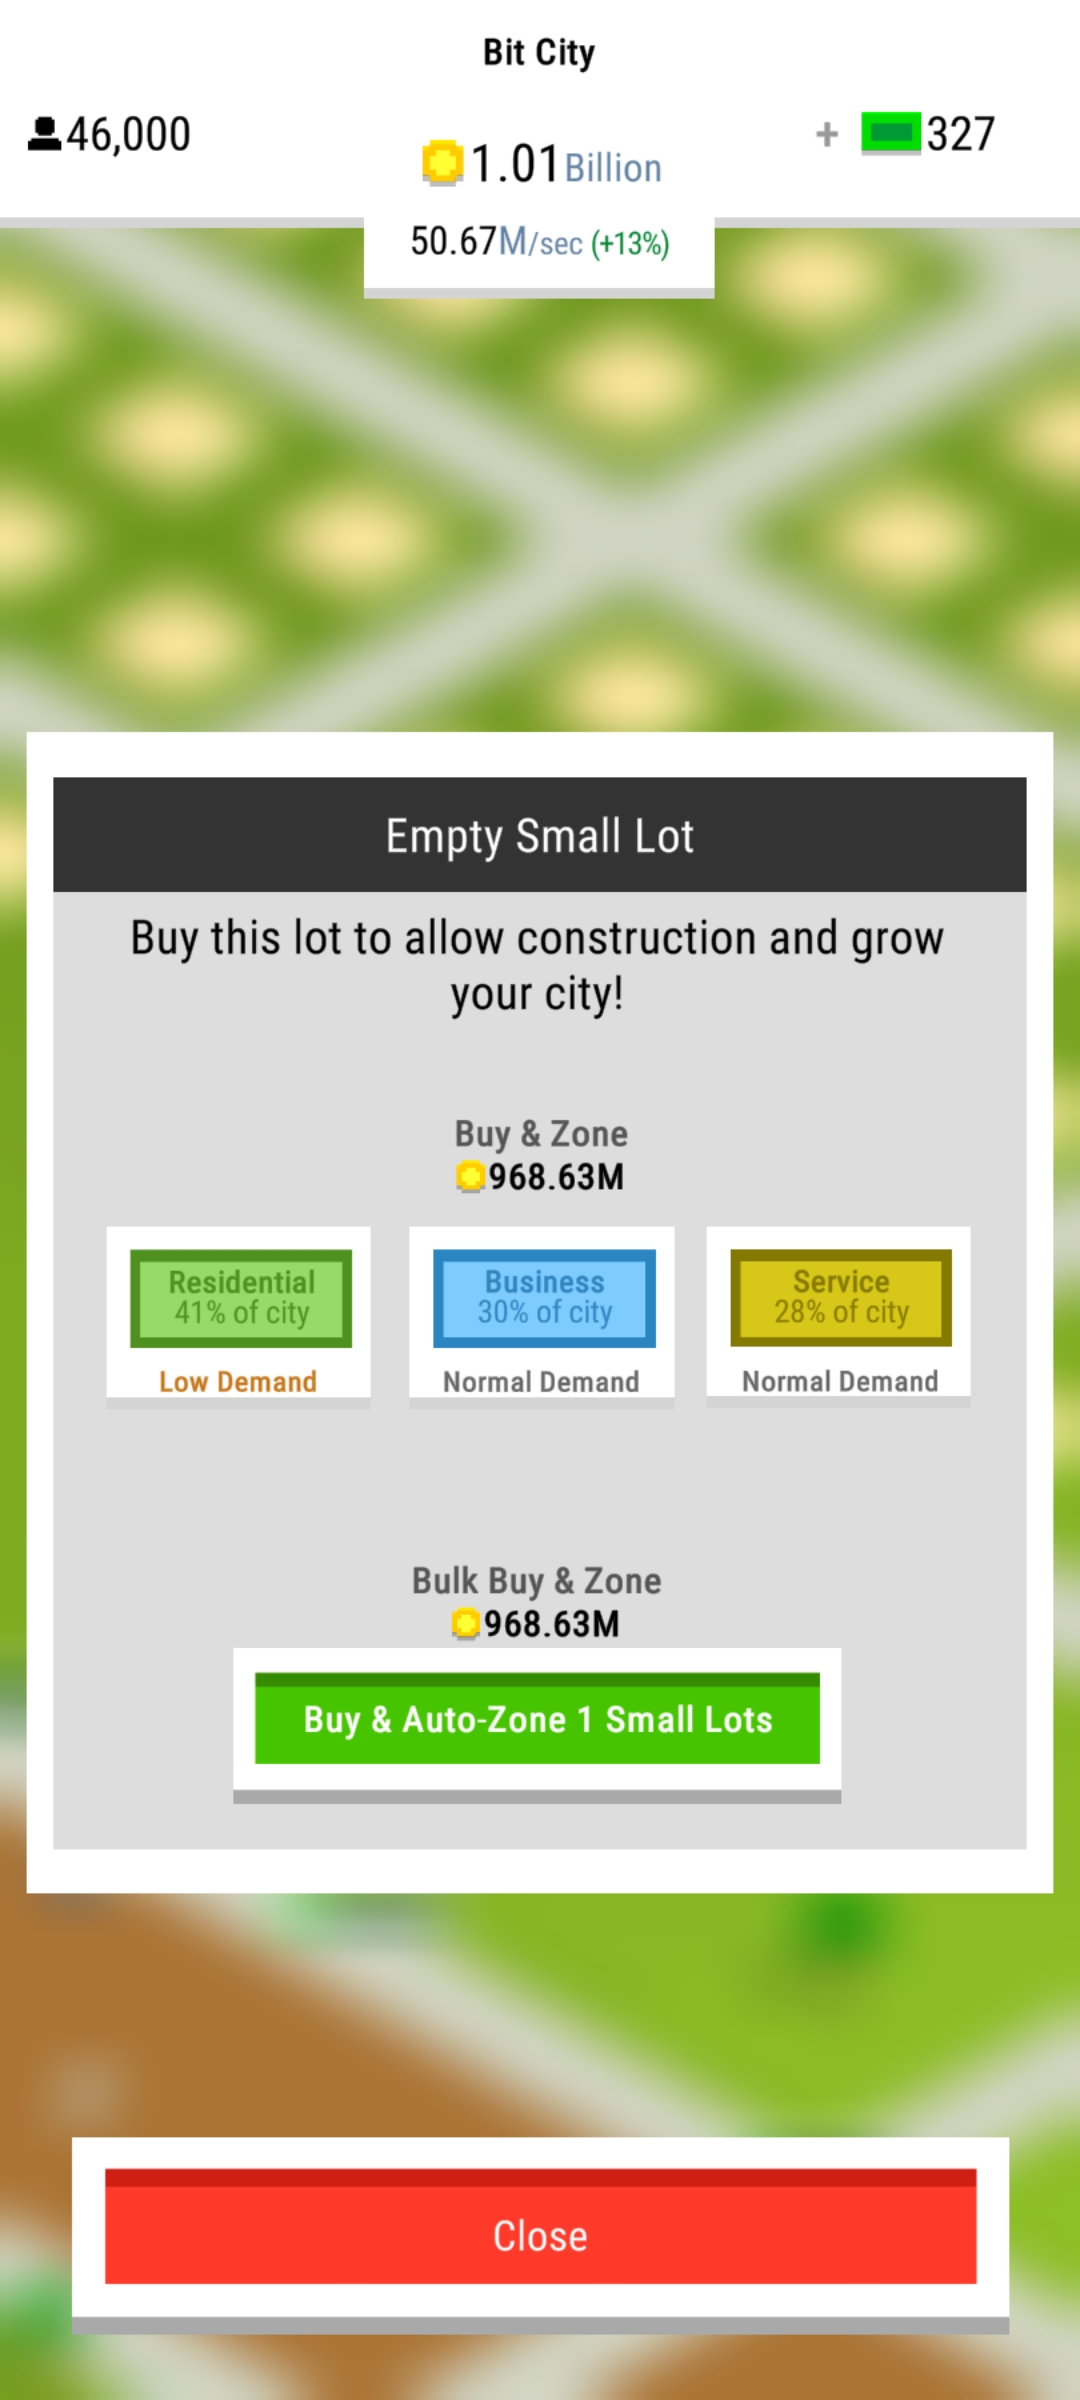 Bit City
46,000
1.01 Billion
+ 327
50.67M/sec (+13%)
Empty Small Lot
Buy this lot to allow construction and grow
your city!
Buy & Zone
968.63M
Residential
41% of city
Low Demand
Business
30% of city
Normal Demand
Service
28% of city
Normal Demand
Bulk Buy & Zone
968.63M
Buy & Auto-Zone 1 Small Lots
Close